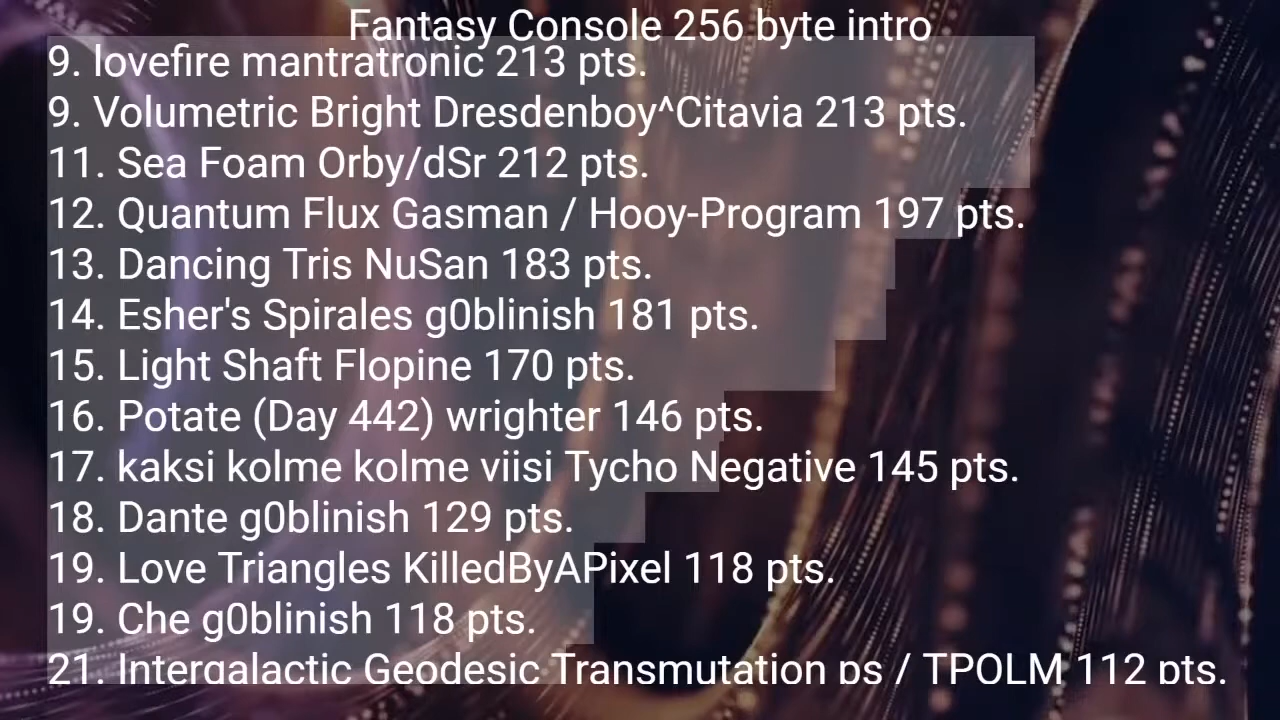 Fantasy Console 256 byte intro
9. lovefire mantratronic 213 pts.
9. Volumetric Bright Dresdenboy^Citavia 213 pts.
11. Sea Foam Orby/dSr 212 pts.
12. Quantum Flux Gasman / Hooy-Program 197 pts.
13. Dancing Tris NuSan 183 pts.
14. Esher's Spirales g0blinish 181 pts.
15. Light Shaft Flopine 170 pts.
16. Potate (Day 442) wrighter 146 pts.
17. kaksi kolme kolme viisi Tycho Negative 145 pts.
18. Dante g0blinish 129 pts.
19. Love Triangles KilledByAPixel 118 pts.
19. Che g0blinish 118 pts.
21. Intergalactic Geodesic Transmutation ps / TPOLM 112 pts.